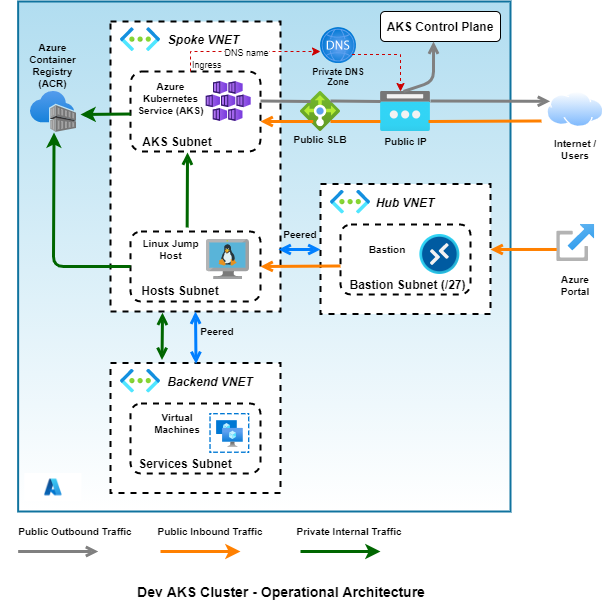 Azure
Container
Registry
(ACR)
Spoke VNET
DNS name
Ingress
Azure
Kubernetes
Service (AKS)
AKS Subnet
DNS
Private DNS
Zone
AKS Control Plane
Public SLB
Public IP
Internet /
Users
Linux Jump
Host
Hosts Subnet
Peered
Hub VNET
Bastion
Bastion Subnet (/27)
Azure
Portal
Peered
Backend VNET
Virtual
Machines
Services Subnet
Public Outbound Traffic
Public Inbound Traffic
Private Internal Traffic
Dev AKS Cluster - Operational Architecture